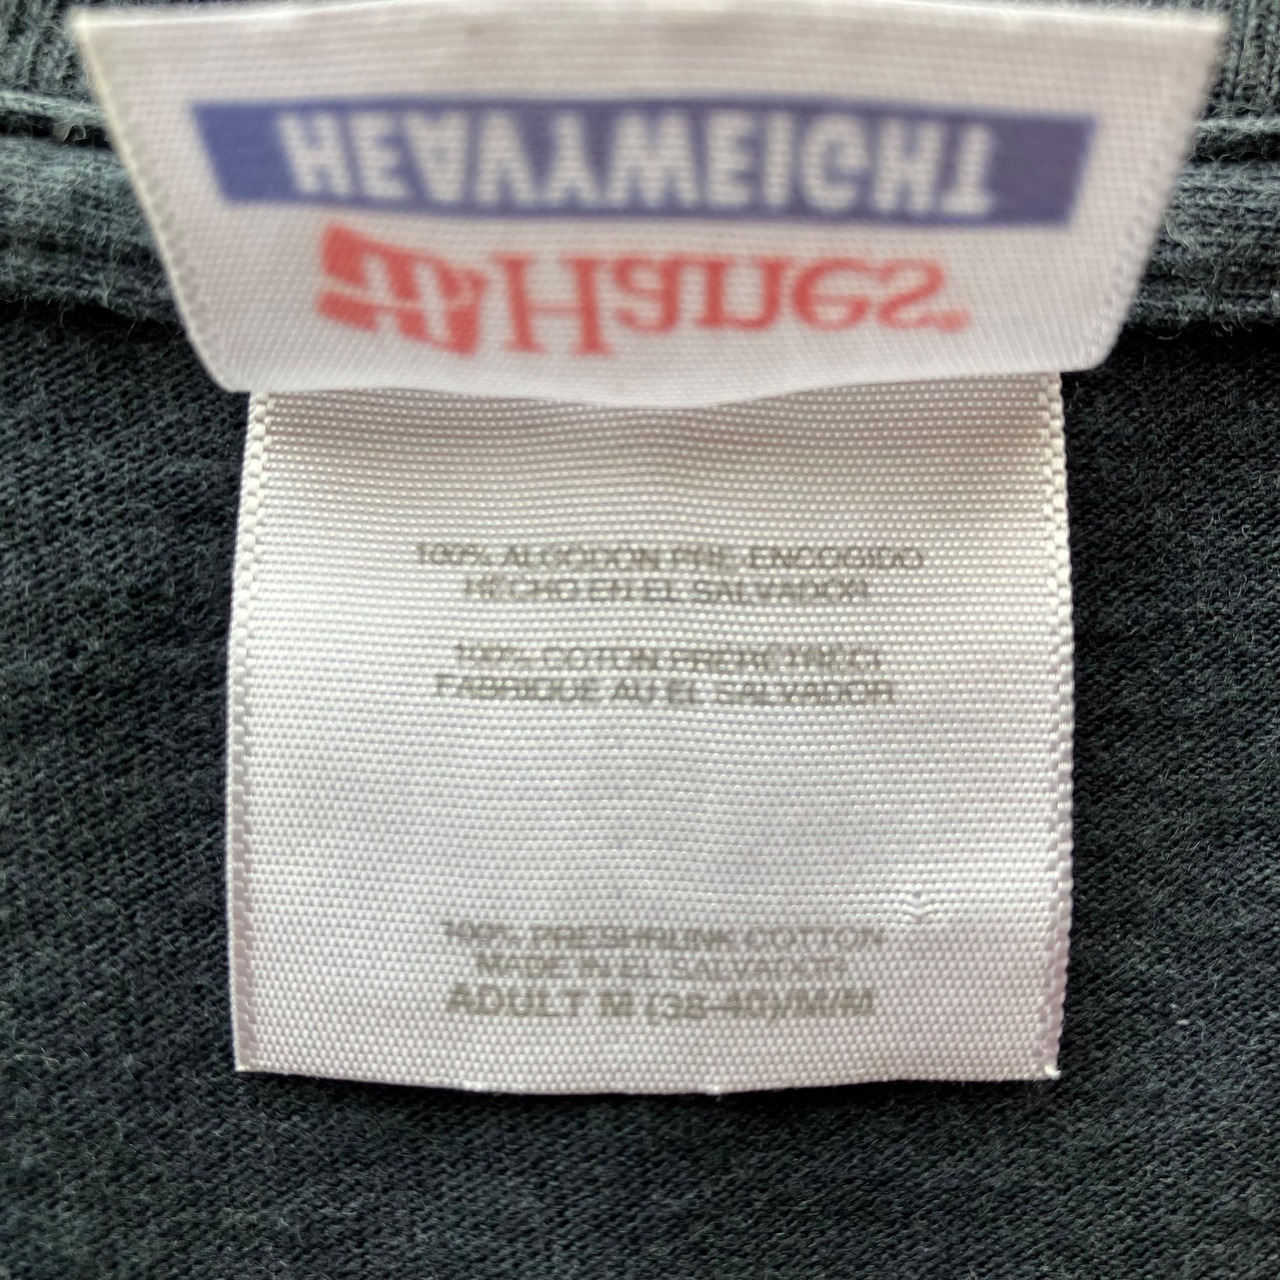 HEAVYWEIGHT
Hanes
100% ALGODON PRE-ENCOGIDO
HECHO EN EL SALVADOR
100% COTON PRERETRECI
FABRIQUE AU EL SALVADOR
100% PRESHRUNK COTTON
MADE IN EL SALVADOR
ADULT M (38-40)/M/M